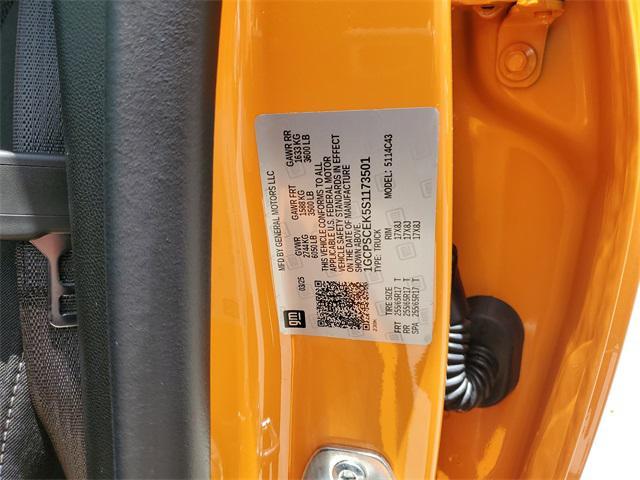 MFD BY GENERAL MOTORS LLC
03/25 GVWR GAWR FRT GAWR RR
2744KG 1588 KG 1633 KG
6050 LB 3500 LB 3600 LB
THIS VEHICLE CONFORMS TO ALL
APPLICABLE U.S. FEDERAL MOTOR
VEHICLE SAFETY STANDARDS IN EFFECT
ON THE DATE OF MANUFACTURE
SHOWN ABOVE.
1GCPSCEK5S1173501
TYPE: TRUCK MODEL: 5114C43
TIRE SIZE RIM
FRT 255/65R17 T 17X8J
RR 255/65R17 T 17X8J
SPA 255/65R17 T 17X8J
gm